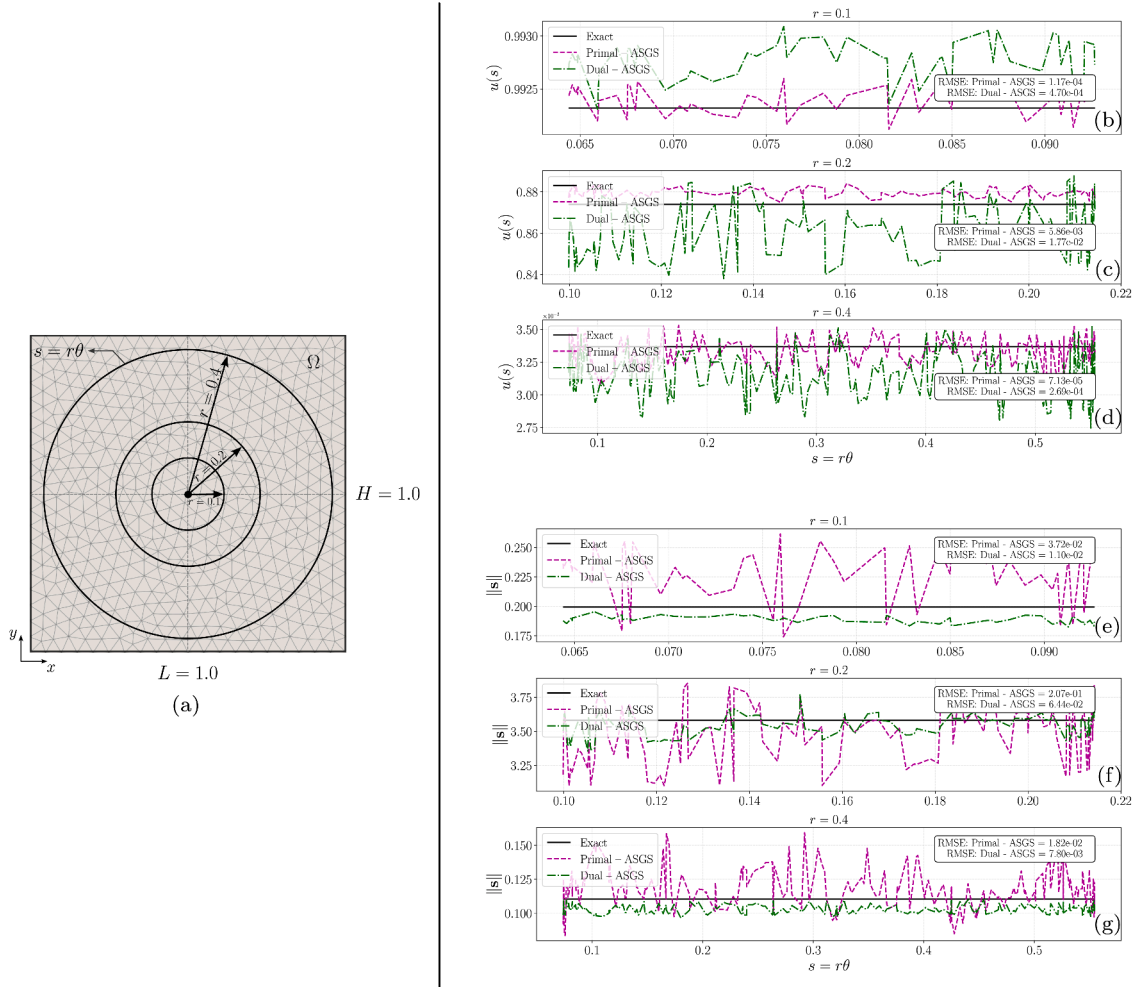 s = rθ
Ω
r = 0.4
r = 0.2
r = 0.1
H = 1.0
y
x
L = 1.0
(a)
r = 0.1
0.9930
0.9925
u(s)
Exact
Primal – ASGS
Dual – ASGS
RMSE: Primal - ASGS = 1.17e-04
RMSE: Dual - ASGS = 4.70e-04
(b)
0.065 0.070 0.075 0.080 0.085 0.090
r = 0.2
0.88
0.86
0.84
u(s)
Exact
Primal – ASGS
Dual – ASGS
RMSE: Primal - ASGS = 5.86e-03
RMSE: Dual - ASGS = 1.77e-02
(c)
0.10 0.12 0.14 0.16 0.18 0.20 0.22
r = 0.4
3.50
3.25
3.00
2.75
u(s)
Exact
Primal – ASGS
Dual – ASGS
RMSE: Primal - ASGS = 7.13e-05
RMSE: Dual - ASGS = 2.69e-04
(d)
0.1 0.2 0.3 0.4 0.5
s = rθ
r = 0.1
0.250
0.225
0.200
0.175
||s||
Exact
Primal – ASGS
Dual – ASGS
RMSE: Primal - ASGS = 3.72e-02
RMSE: Dual - ASGS = 1.10e-02
(e)
0.065 0.070 0.075 0.080 0.085 0.090
r = 0.2
3.75
3.50
3.25
||s||
Exact
Primal – ASGS
Dual – ASGS
RMSE: Primal - ASGS = 2.07e-01
RMSE: Dual - ASGS = 6.44e-02
(f)
0.10 0.12 0.14 0.16 0.18 0.20 0.22
r = 0.4
0.150
0.125
0.100
||s||
Exact
Primal – ASGS
Dual – ASGS
RMSE: Primal - ASGS = 1.82e-02
RMSE: Dual - ASGS = 7.80e-03
(g)
0.1 0.2 0.3 0.4 0.5
s = rθ